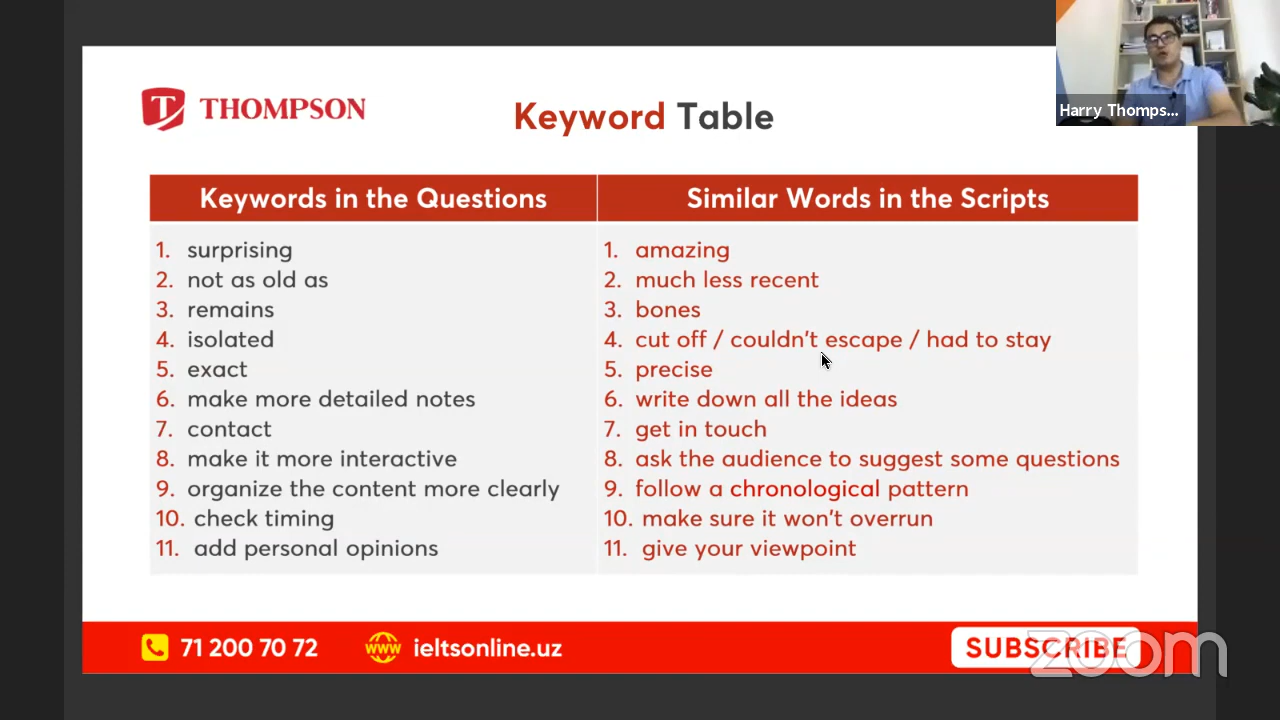 THOMPSON
Keyword Table
Harry Thomps...
Keywords in the Questions
1. surprising
2. not as old as
3. remains
4. isolated
5. exact
6. make more detailed notes
7. contact
8. make it more interactive
9. organize the content more clearly
10. check timing
11. add personal opinions
Similar Words in the Scripts
1. amazing
2. much less recent
3. bones
4. cut off / couldn't escape / had to stay
5. precise
6. write down all the ideas
7. get in touch
8. ask the audience to suggest some questions
9. follow a chronological pattern
10. make sure it won't overrun
11. give your viewpoint
71 200 70 72
www
ieltsonline.uz
SUBSCRIBE
zoom